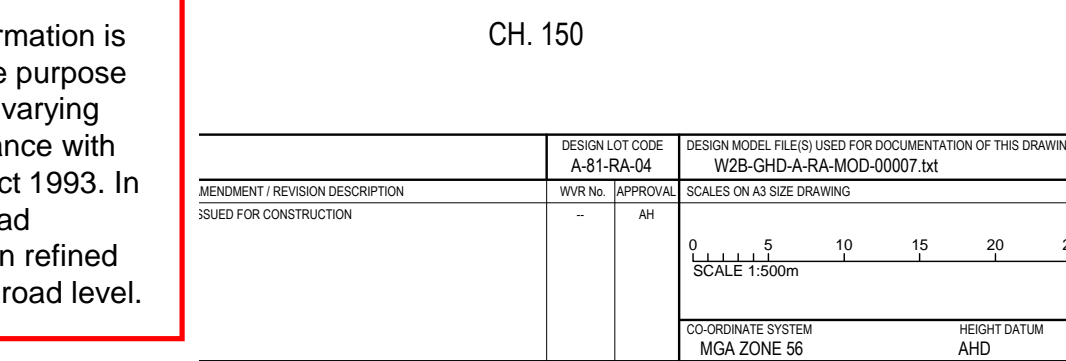 rmation is
e purpose
varying
ance with
ct 1993. In
ad
n refined
road level.
CH. 150
DESIGN LOT CODE
A-81-RA-04
DESIGN MODEL FILE(S) USED FOR DOCUMENTATION OF THIS DRAWIN
W2B-GHD-A-RA-MOD-00007.txt
AMENDMENT / REVISION DESCRIPTION
WVR No. APPROVAL
SCALES ON A3 SIZE DRAWING
SSUED FOR CONSTRUCTION
-- AH
0 5 10 15 20 2
SCALE 1:500m
CO-ORDINATE SYSTEM
MGA ZONE 56
HEIGHT DATUM
AHD